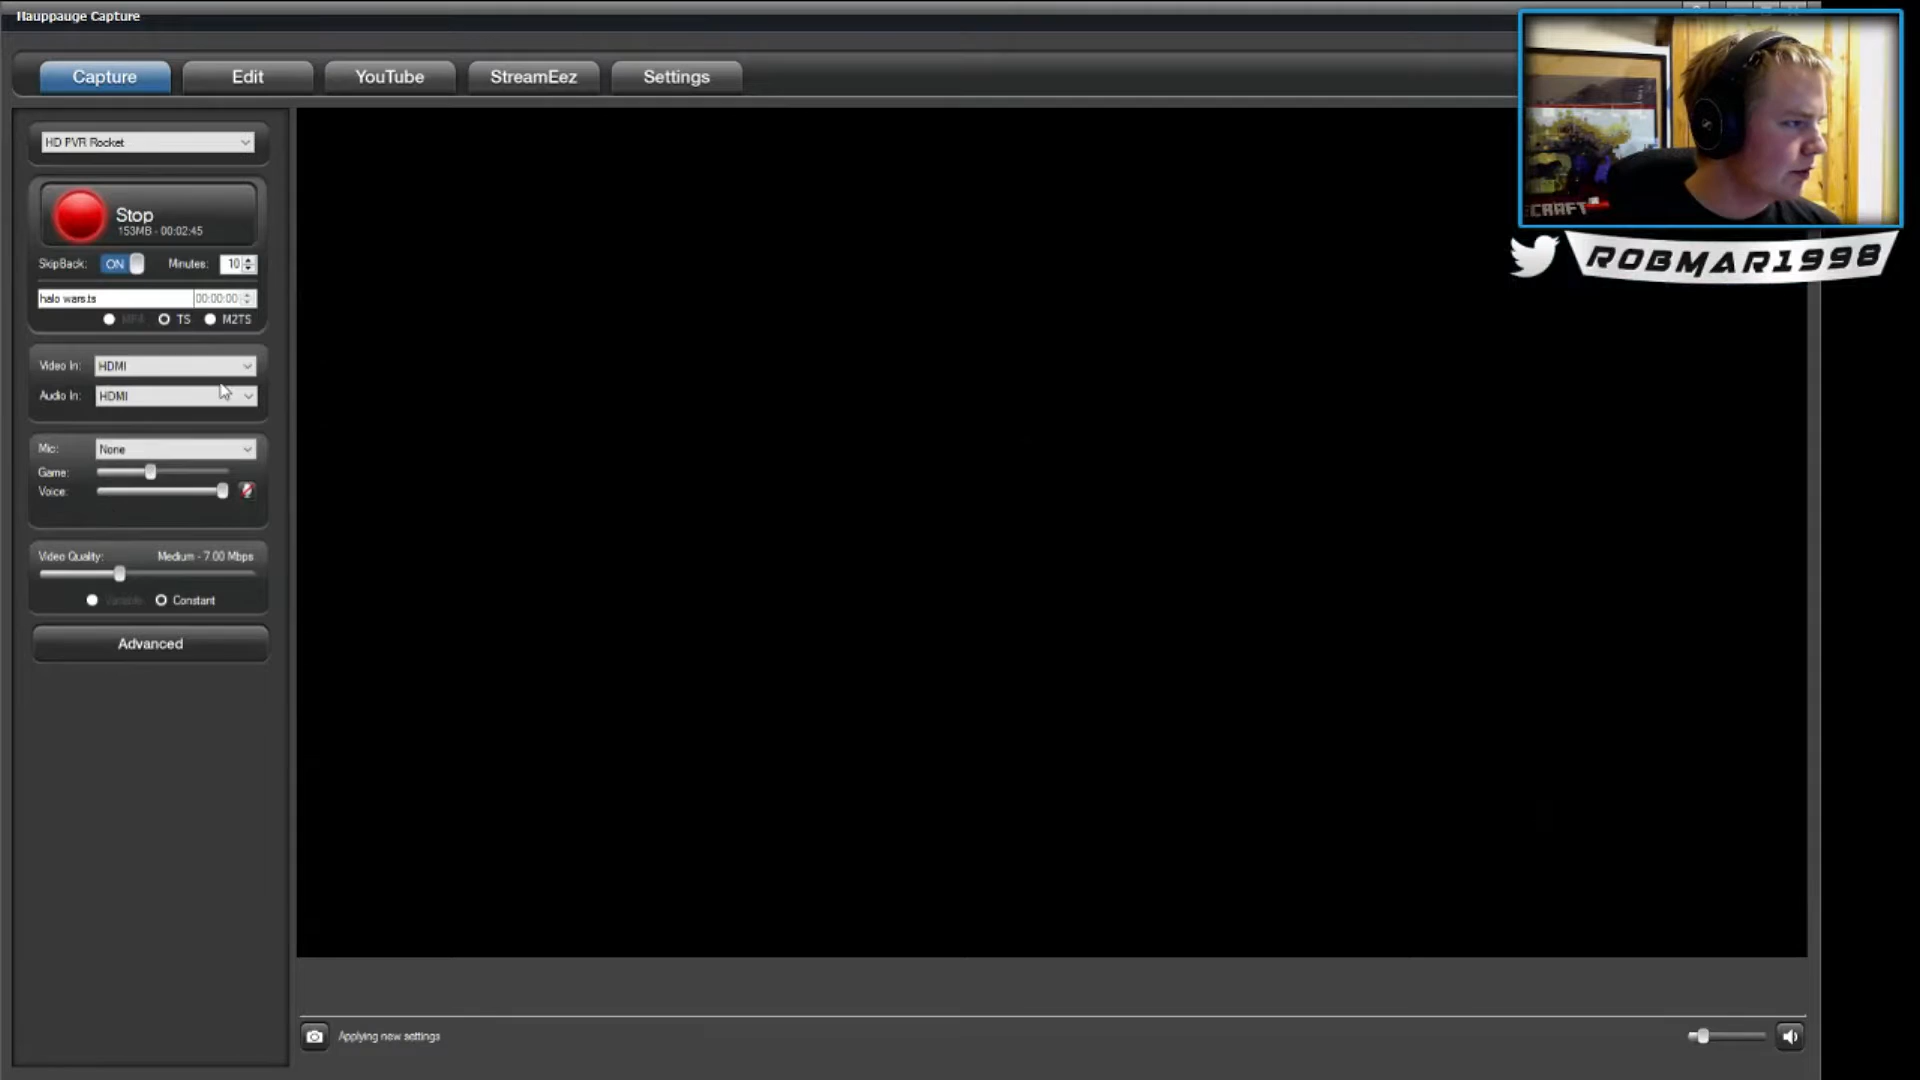 Hauppauge Capture
Capture
Edit
YouTube
StreamEez
Settings
HD PVR Rocket
Stop
153MB - 00:02:45
SkipBack: ON Minutes: 10
halo wars.ts 00:00:00
MP4 TS M2TS
Video In: HDMI
Audio In: HDMI
Mic: None
Game:
Voice:
Video Quality: Medium - 7.00 Mbps
Variable Constant
Advanced
Applying new settings
CRAFT
ROBMAR1998